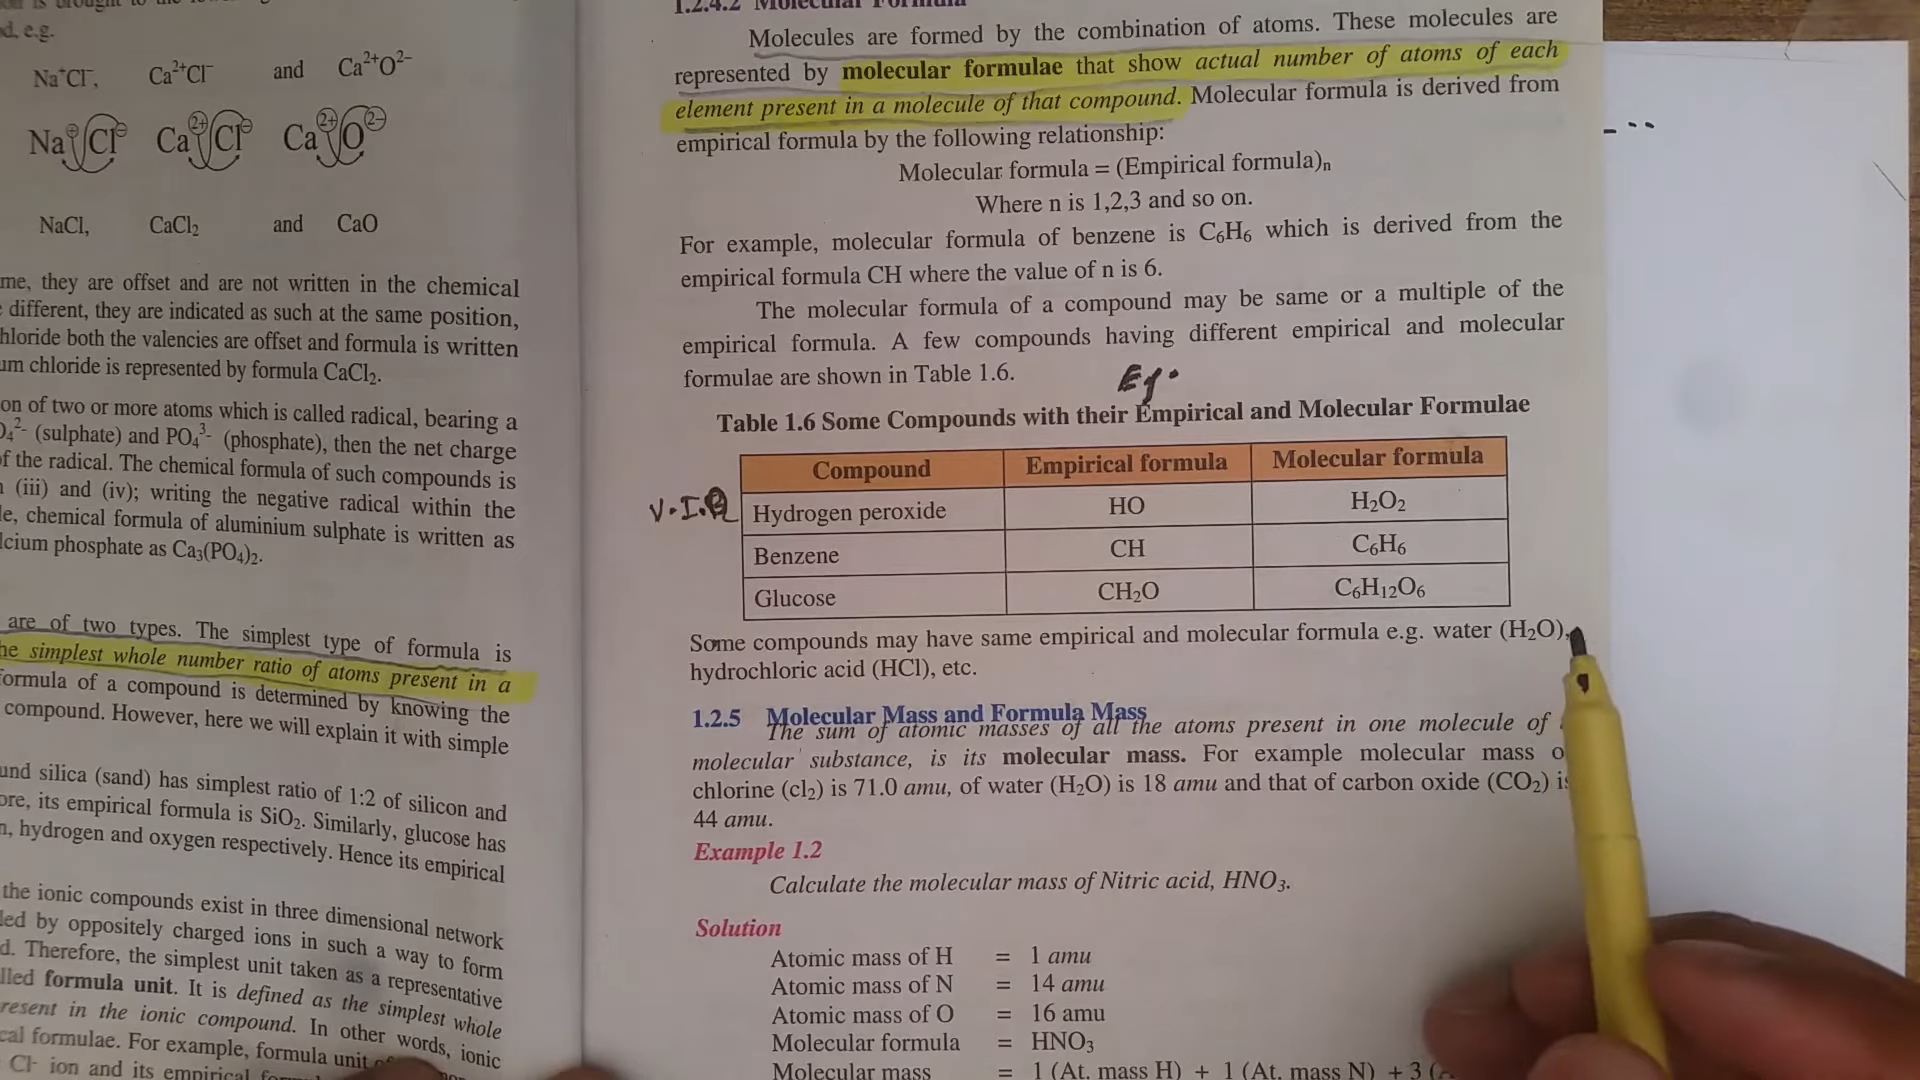 d, e.g.
Na⁺Cl⁻, Ca²⁺Cl⁻ and Ca²⁺O²⁻
Na⁺ Cl⁻ Ca²⁺ Cl⁻ Ca²⁺ O²⁻
NaCl, CaCl₂ and CaO
me, they are offset and are not written in the chemical
different, they are indicated as such at the same position,
hloride both the valencies are offset and formula is written
um chloride is represented by formula CaCl₂.
on of two or more atoms which is called radical, bearing a
O₄²⁻ (sulphate) and PO₄³⁻ (phosphate), then the net charge
of the radical. The chemical formula of such compounds is
(iii) and (iv); writing the negative radical within the
le, chemical formula of aluminium sulphate is written as
lcium phosphate as Ca₃(PO₄)₂.
are of two types. The simplest type of formula is
he simplest whole number ratio of atoms present in a
formula of a compound is determined by knowing the
compound. However, here we will explain it with simple
und silica (sand) has simplest ratio of 1:2 of silicon and
ore, its empirical formula is SiO₂. Similarly, glucose has
n, hydrogen and oxygen respectively. Hence its empirical
the ionic compounds exist in three dimensional network
led by oppositely charged ions in such a way to form
d. Therefore, the simplest unit taken as a representative
lled formula unit. It is defined as the simplest whole
resent in the ionic compound. In other words, ionic
cal formulae. For example, formula unit
Cl⁻ ion and its empirical
1.2.4.2 Molecular Formula
Molecules are formed by the combination of atoms. These molecules are
represented by molecular formulae that show actual number of atoms of each
element present in a molecule of that compound. Molecular formula is derived from
empirical formula by the following relationship:
Molecular formula = (Empirical formula)ₙ
Where n is 1,2,3 and so on.
For example, molecular formula of benzene is C₆H₆ which is derived from the
empirical formula CH where the value of n is 6.
The molecular formula of a compound may be same or a multiple of the
empirical formula. A few compounds having different empirical and molecular
formulae are shown in Table 1.6.
Eg.
Table 1.6 Some Compounds with their Empirical and Molecular Formulae
Compound Empirical formula Molecular formula
V.I.Q Hydrogen peroxide HO H₂O₂
Benzene CH C₆H₆
Glucose CH₂O C₆H₁₂O₆
Some compounds may have same empirical and molecular formula e.g. water (H₂O),
hydrochloric acid (HCl), etc.
1.2.5 Molecular Mass and Formula Mass
The sum of atomic masses of all the atoms present in one molecule of
molecular substance, is its molecular mass. For example molecular mass o
chlorine (cl₂) is 71.0 amu, of water (H₂O) is 18 amu and that of carbon oxide (CO₂) is
44 amu.
Example 1.2
Calculate the molecular mass of Nitric acid, HNO₃.
Solution
Atomic mass of H = 1 amu
Atomic mass of N = 14 amu
Atomic mass of O = 16 amu
Molecular formula = HNO₃
Molecular mass = 1 (At. mass H) + 1 (At. mass N) + 3 (